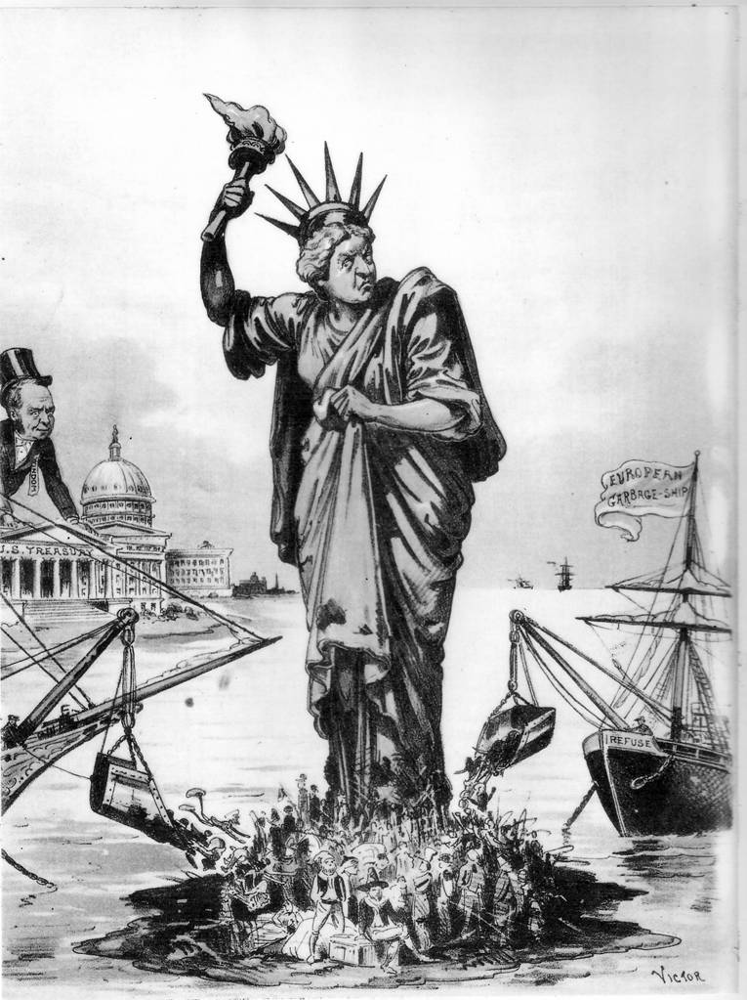 EUROPEAN
GARBAGE-SHIP
U.S. TREASURY
REFUSE
VICTOR